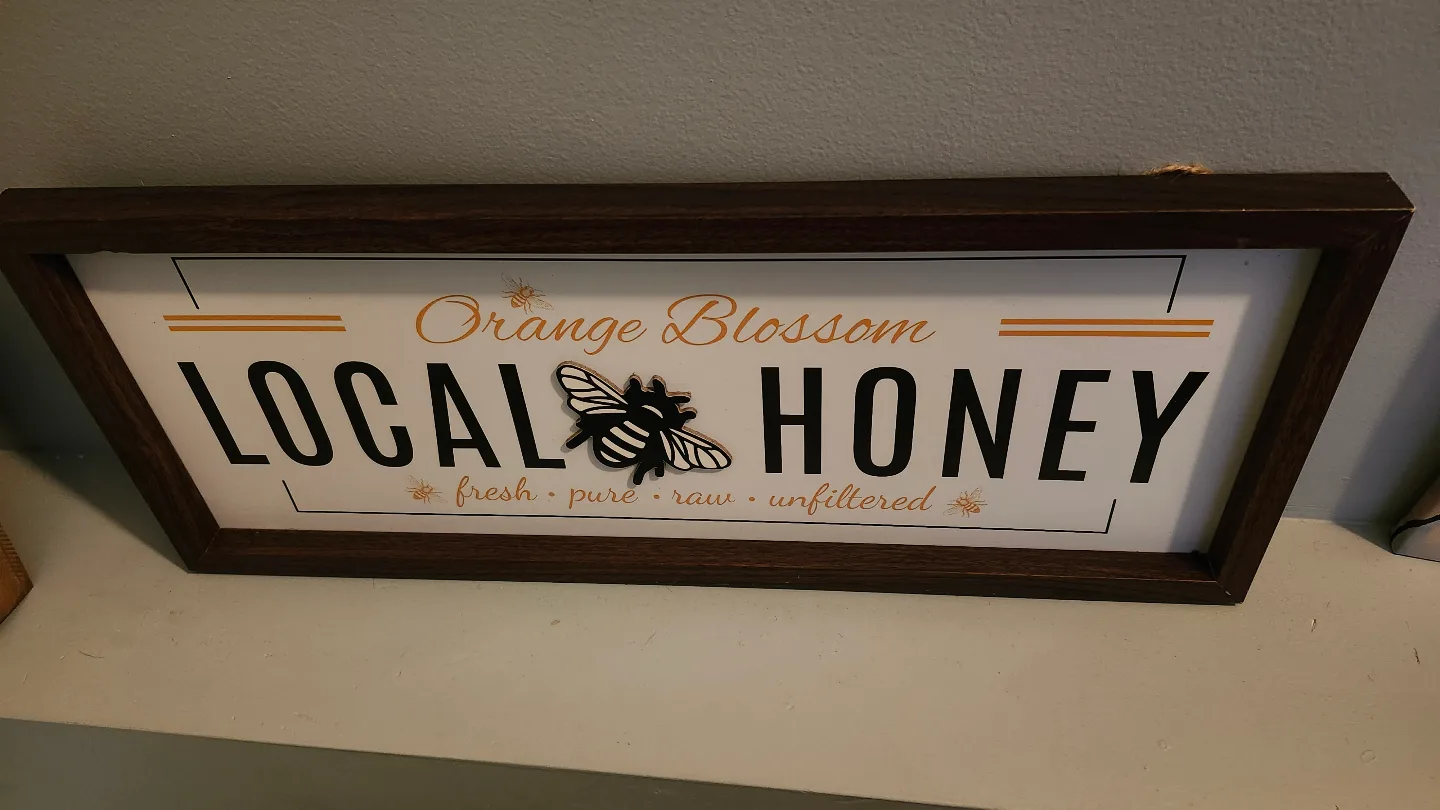 Orange Blossom
LOCAL HONEY
fresh • pure • raw • unfiltered